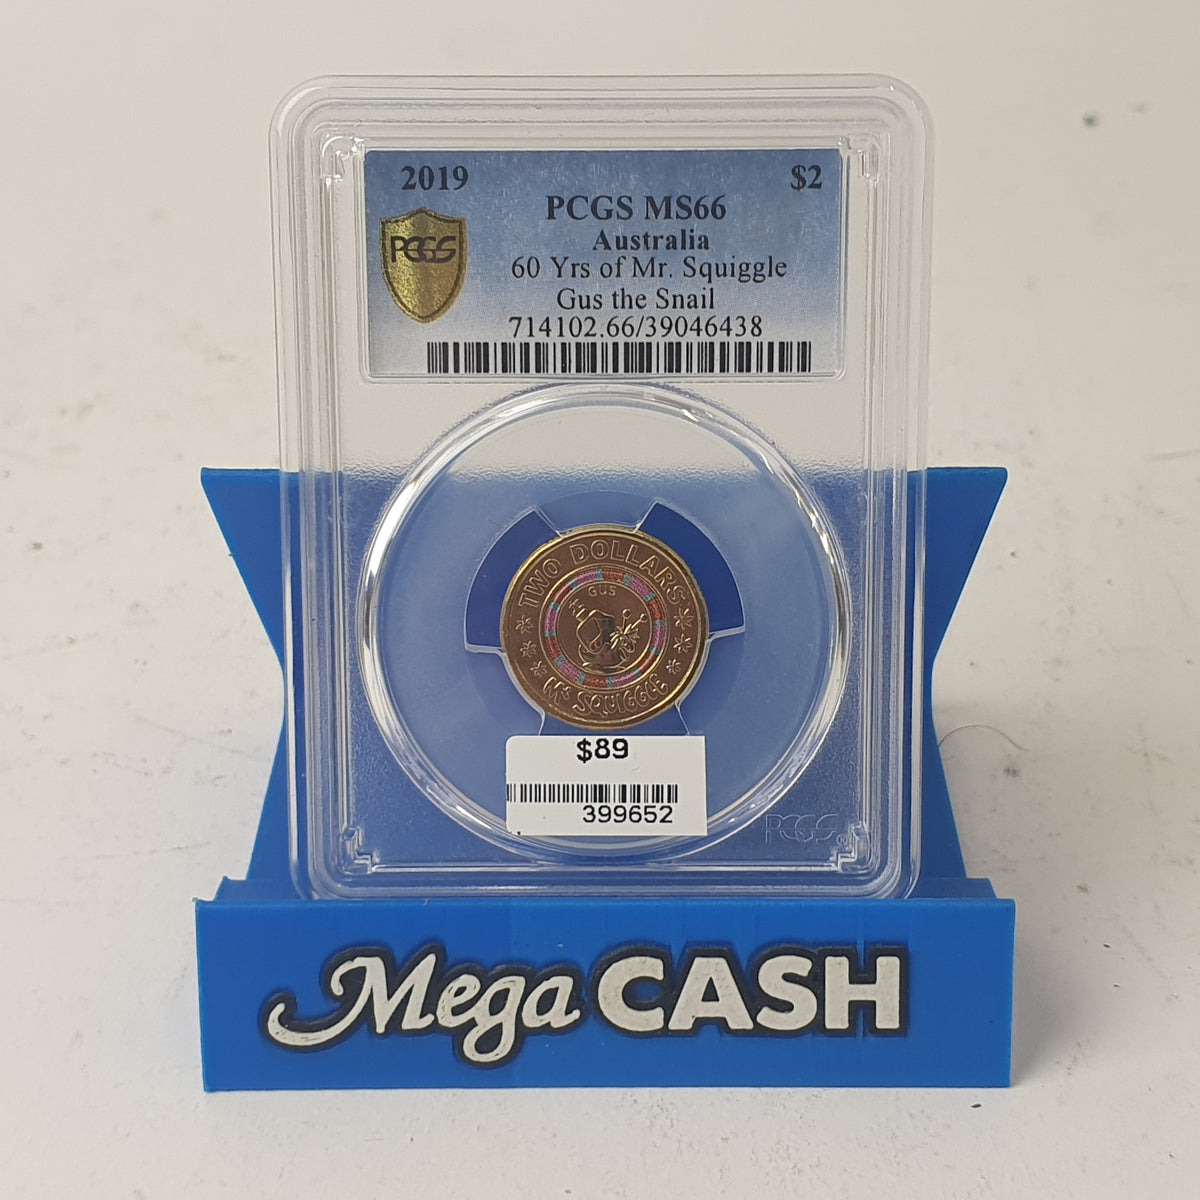 2019 $2
PCGS MS66
PCGS
Australia
60 Yrs of Mr. Squiggle
Gus the Snail
714102.66/39046438
TWO DOLLARS
GUS
Mr SQUIGGLE
$89
399652
PCGS®
Mega CASH